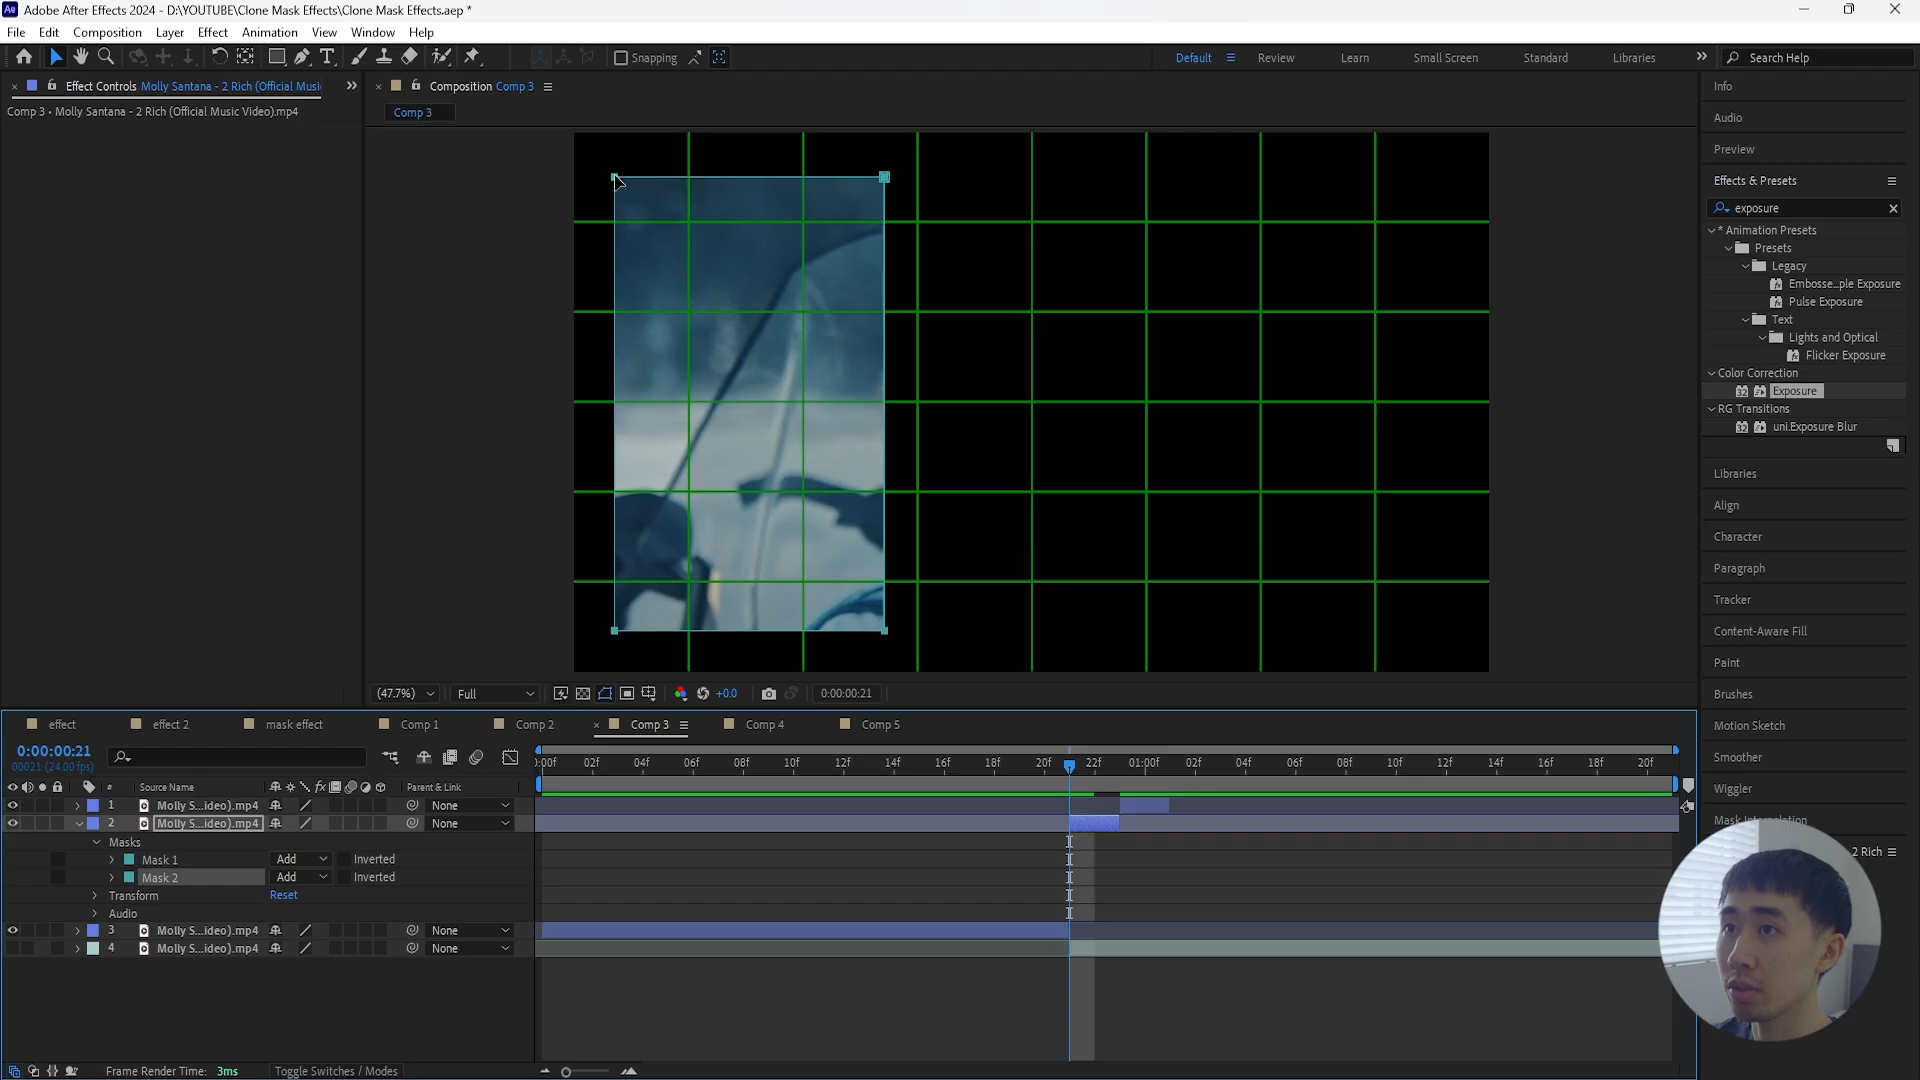 Adobe After Effects 2024 - D:\YOUTUBE\Clone Mask Effects\Clone Mask Effects.aep *
File Edit Composition Layer Effect Animation View Window Help
Snapping Default Review Learn Small Screen Standard Libraries Search Help
Effect Controls Molly Santana - 2 Rich (Official Musi
Composition Comp 3
Info
Comp 3 • Molly Santana - 2 Rich (Official Music Video).mp4
Comp 3
Audio
Preview
Effects & Presets
exposure
* Animation Presets
Presets
Legacy
Embosse...ple Exposure
Pulse Exposure
Text
Lights and Optical
Flicker Exposure
Color Correction
32 Exposure
RG Transitions
32 uni.Exposure Blur
Libraries
Align
Character
Paragraph
Tracker
Content-Aware Fill
Paint
Brushes
Motion Sketch
Smoother
Wiggler
Mask Interpolation
2 Rich
(47.7%) Full +0.0 0:00:00:21
effect effect 2 mask effect Comp 1 Comp 2 Comp 3 Comp 4 Comp 5
0:00:00:21
00021 (24.00 fps)
):00f 02f 04f 06f 08f 10f 12f 14f 16f 18f 20f 22f 01:00f 02f 04f 06f 08f 10f 12f 14f 16f 18f 20f
# Source Name fx Parent & Link
1 Molly S...ideo).mp4 None
2 Molly S...ideo).mp4 None
Masks
Mask 1 Add Inverted
Mask 2 Add Inverted
Transform Reset
Audio
3 Molly S...ideo).mp4 None
4 Molly S...ideo).mp4 None
Frame Render Time: 3ms Toggle Switches / Modes